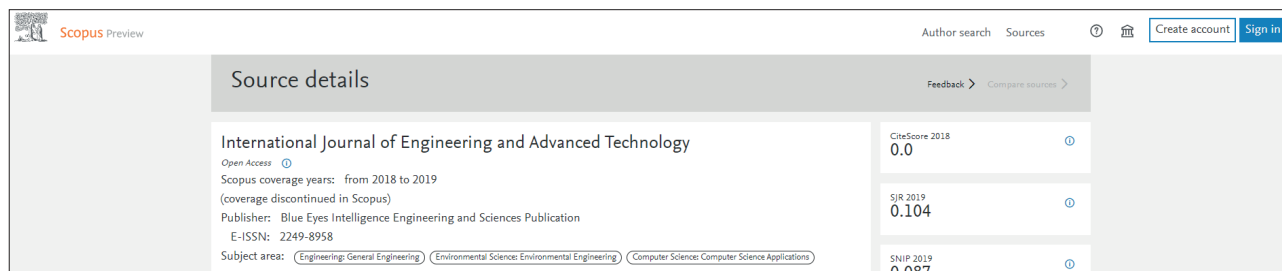 Scopus Preview
Author search Sources Create account Sign in
Source details
Feedback Compare sources
International Journal of Engineering and Advanced Technology
Open Access
Scopus coverage years: from 2018 to 2019
(coverage discontinued in Scopus)
Publisher: Blue Eyes Intelligence Engineering and Sciences Publication
E-ISSN: 2249-8958
Subject area: Engineering: General Engineering Environmental Science: Environmental Engineering Computer Science: Computer Science Applications
CiteScore 2018
0.0
SJR 2019
0.104
SNIP 2019
0.087